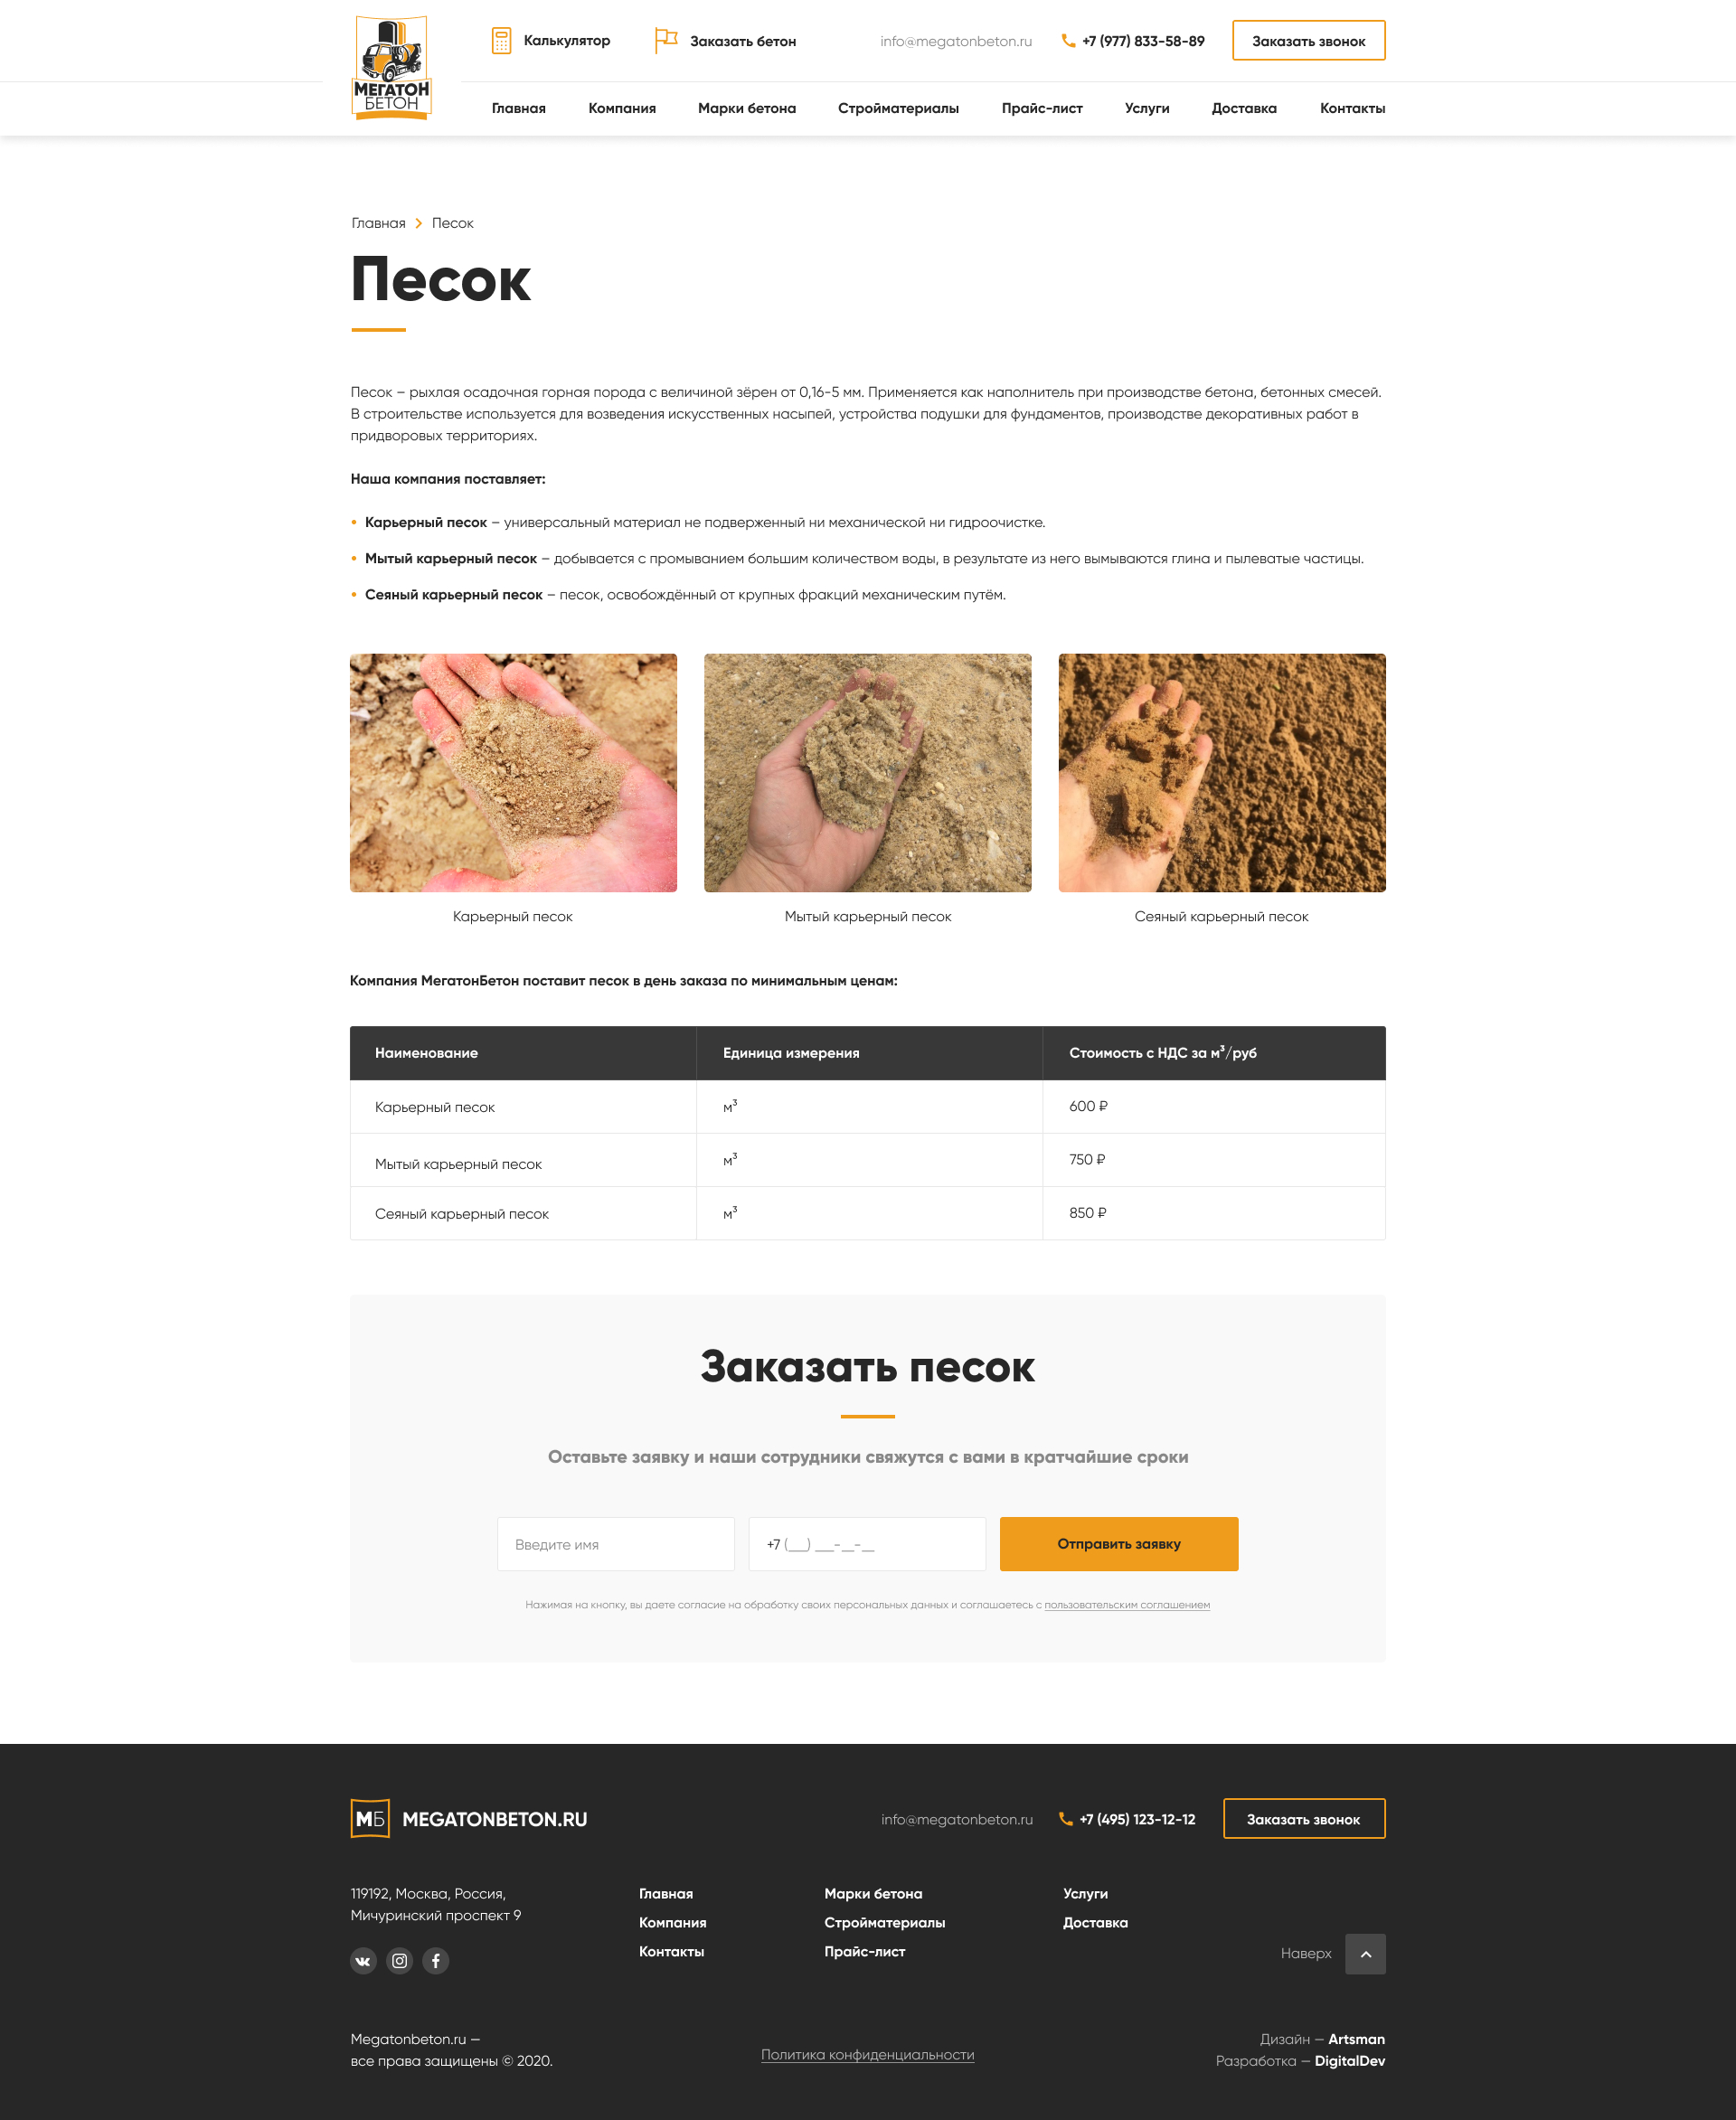 МЕГАТОН
БЕТОН
Калькулятор
Заказать бетон
info@megatonbeton.ru
+7 (977) 833-58-89
Заказать звонок
Главная
Компания
Марки бетона
Стройматериалы
Прайс-лист
Услуги
Доставка
Контакты
Главная > Песок
Песок
Песок – рыхлая осадочная горная порода с величиной зёрен от 0,16-5 мм. Применяется как наполнитель при производстве бетона, бетонных смесей.
В строительстве используется для возведения искусственных насыпей, устройства подушки для фундаментов, производстве декоративных работ в
придворовых территориях.
Наша компания поставляет:
• Карьерный песок – универсальный материал не подверженный ни механической ни гидроочистке.
• Мытый карьерный песок – добывается с промыванием большим количеством воды, в результате из него вымываются глина и пылеватые частицы.
• Сеяный карьерный песок – песок, освобождённый от крупных фракций механическим путём.
Карьерный песок
Мытый карьерный песок
Сеяный карьерный песок
Компания МегатонБетон поставит песок в день заказа по минимальным ценам:
Наименование
Единица измерения
Стоимость с НДС за м³/руб
Карьерный песок
м³
600 ₽
Мытый карьерный песок
м³
750 ₽
Сеяный карьерный песок
м³
850 ₽
Заказать песок
Оставьте заявку и наши сотрудники свяжутся с вами в кратчайшие сроки
Введите имя
+7 (___) ___-__-__
Отправить заявку
Нажимая на кнопку, вы даете согласие на обработку своих персональных данных и соглашаетесь с пользовательским соглашением
МБ
MEGATONBETON.RU
info@megatonbeton.ru
+7 (495) 123-12-12
Заказать звонок
119192, Москва, Россия,
Мичуринский проспект 9
Главная
Компания
Контакты
Марки бетона
Стройматериалы
Прайс-лист
Услуги
Доставка
Наверх
Megatonbeton.ru —
все права защищены © 2020.
Политика конфиденциальности
Дизайн — Artsman
Разработка — DigitalDev